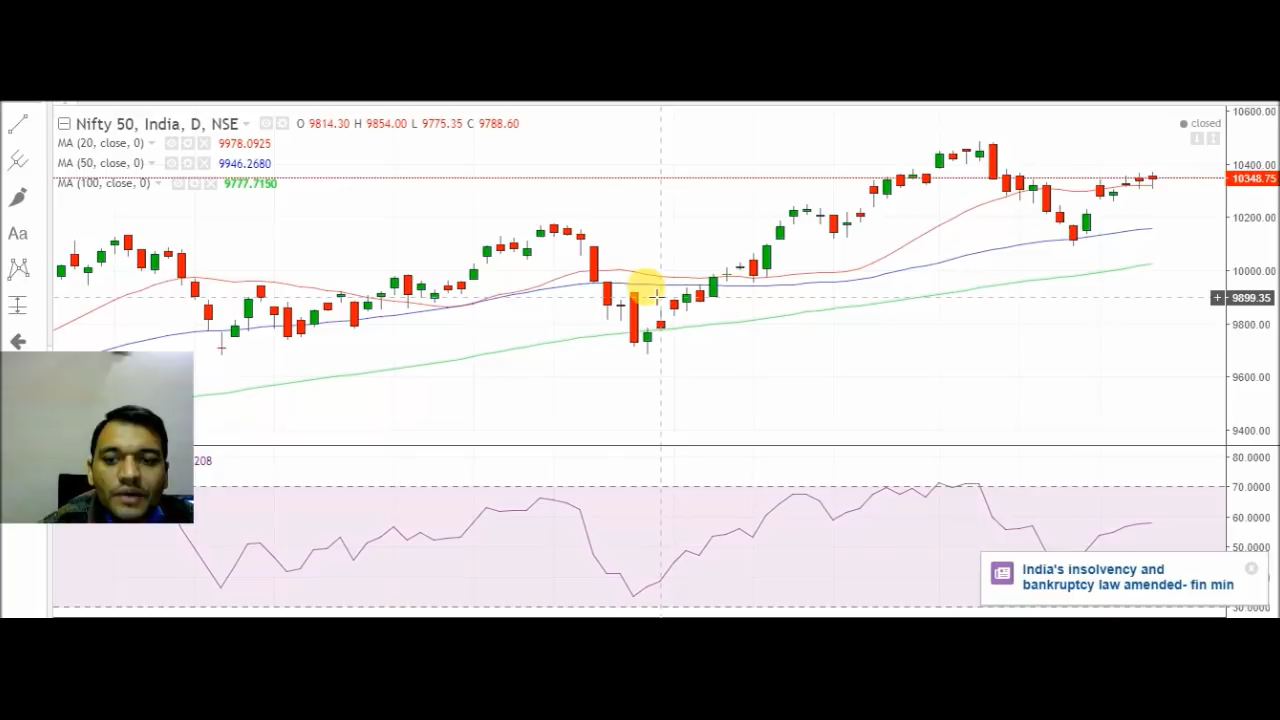 Nifty 50, India, D, NSE O 9814.30 H 9854.00 L 9775.35 C 9788.60
MA (20, close, 0) 9978.0925
MA (50, close, 0) 9946.2680
MA (100, close, 0) 9777.7150
closed
Aa
10600.00
10400.00
10348.75
10200.00
10000.00
9899.35
9800.00
9600.00
9400.00
208
80.0000
70.0000
60.0000
50.0000
30.0000
India's insolvency and
bankruptcy law amended- fin min